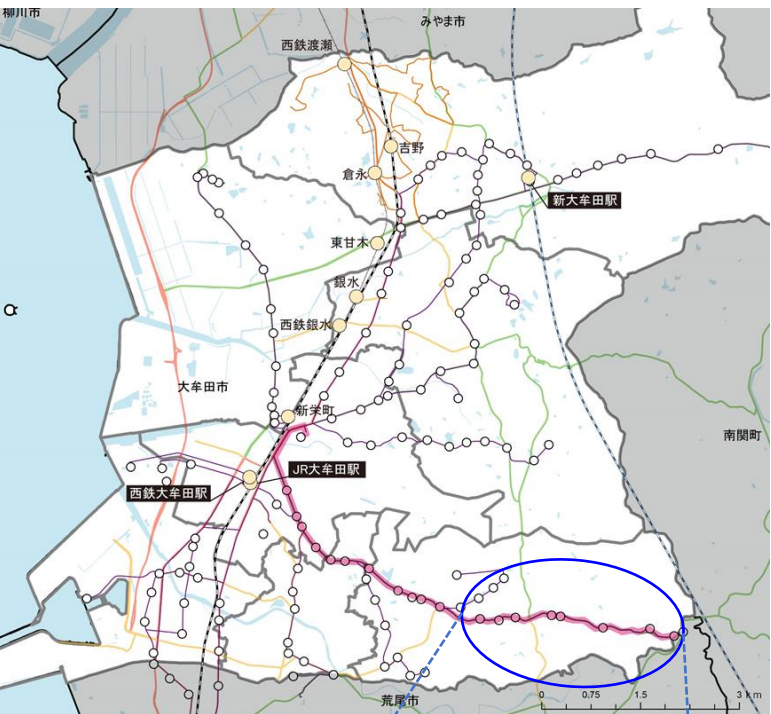 柳川市
みやま市
西鉄渡瀬
吉野
倉永
新大牟田駅
東甘木
銀水
西鉄銀水
大牟田市
新栄町
南関町
JR大牟田駅
西鉄大牟田駅
荒尾市
0 0.75 1.5 3 km